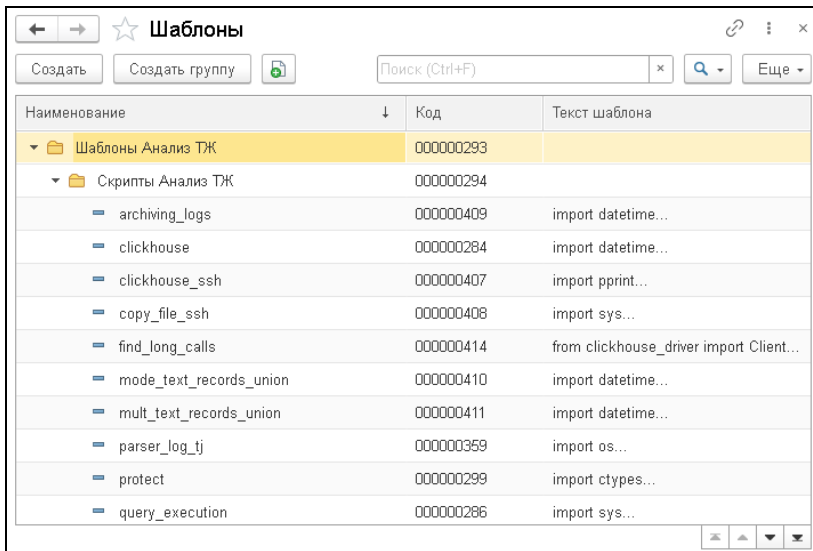 Шаблоны
Создать Создать группу Поиск (Ctrl+F) Еще
Наименование Код Текст шаблона
Шаблоны Анализ ТЖ 000000293
Скрипты Анализ ТЖ 000000294
archiving_logs 000000409 import datetime...
clickhouse 000000284 import datetime...
clickhouse_ssh 000000407 import pprint...
copy_file_ssh 000000408 import sys...
find_long_calls 000000414 from clickhouse_driver import Client...
mode_text_records_union 000000410 import datetime...
mult_text_records_union 000000411 import datetime...
parser_log_tj 000000359 import os...
protect 000000299 import ctypes...
query_execution 000000286 import sys...